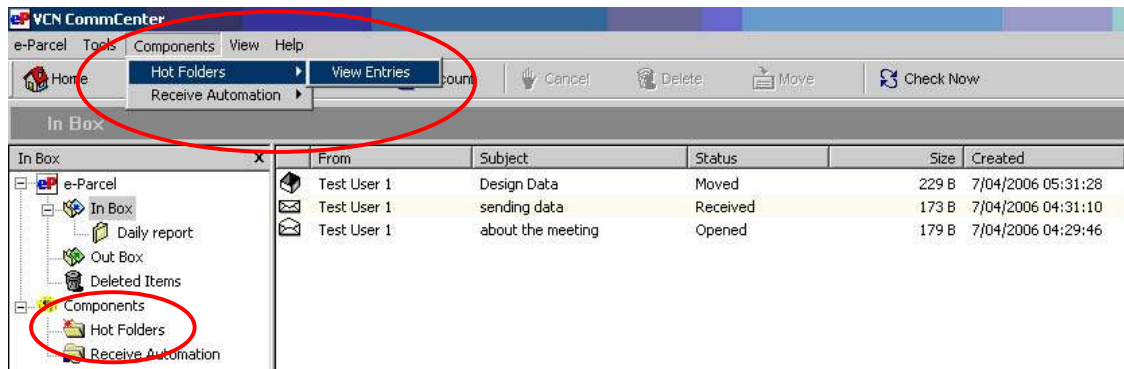 eP VCN CommCenter
e-Parcel Tools Components View Help
Home Hot Folders View Entries count Cancel Delete Move Check Now
Receive Automation
In Box
In Box X From Subject Status Size Created
eP e-Parcel Test User 1 Design Data Moved 229 B 7/04/2006 05:31:28
In Box Test User 1 sending data Received 173 B 7/04/2006 04:31:10
Daily report Test User 1 about the meeting Opened 179 B 7/04/2006 04:29:46
Out Box
Deleted Items
Components
Hot Folders
Receive Automation